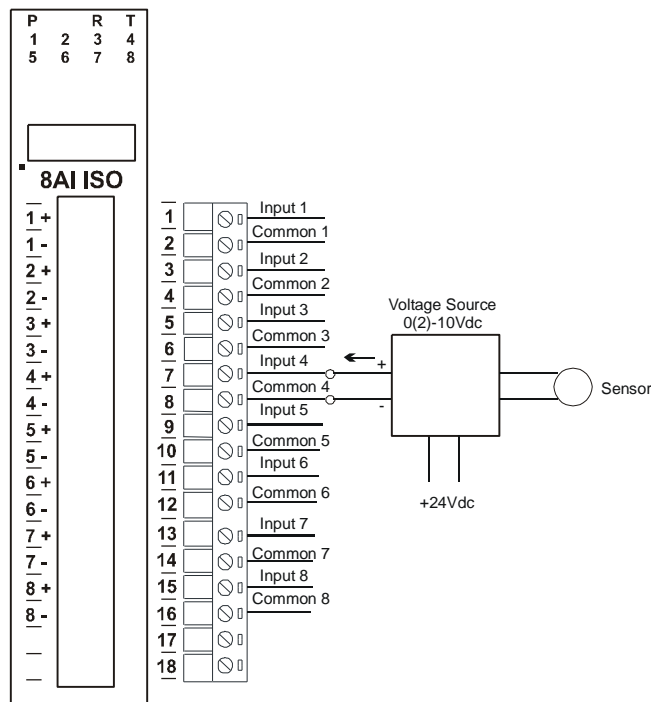 P R T
1 2 3 4
5 6 7 8
8AI ISO
1 +
1 -
2 +
2 -
3 +
3 -
4 +
4 -
5 +
5 -
6 +
6 -
7 +
7 -
8 +
8 -
1 Input 1
2 Common 1
3 Input 2
4 Common 2
5 Input 3
6 Common 3
7 Input 4
8 Common 4
9 Input 5
10 Common 5
11 Input 6
12 Common 6
13 Input 7
14 Common 7
15 Input 8
16 Common 8
17
18
Voltage Source
0(2)-10Vdc
+
-
Sensor
+24Vdc